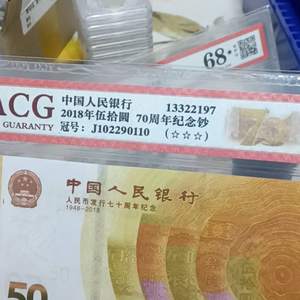 68
ACG
GUARANTY
中国人民银行 13322197
2018年伍拾圆 70周年纪念钞
冠号: J102290110 (☆☆☆)
中国人民银行
人民币发行七十周年纪念
1948-2018
50